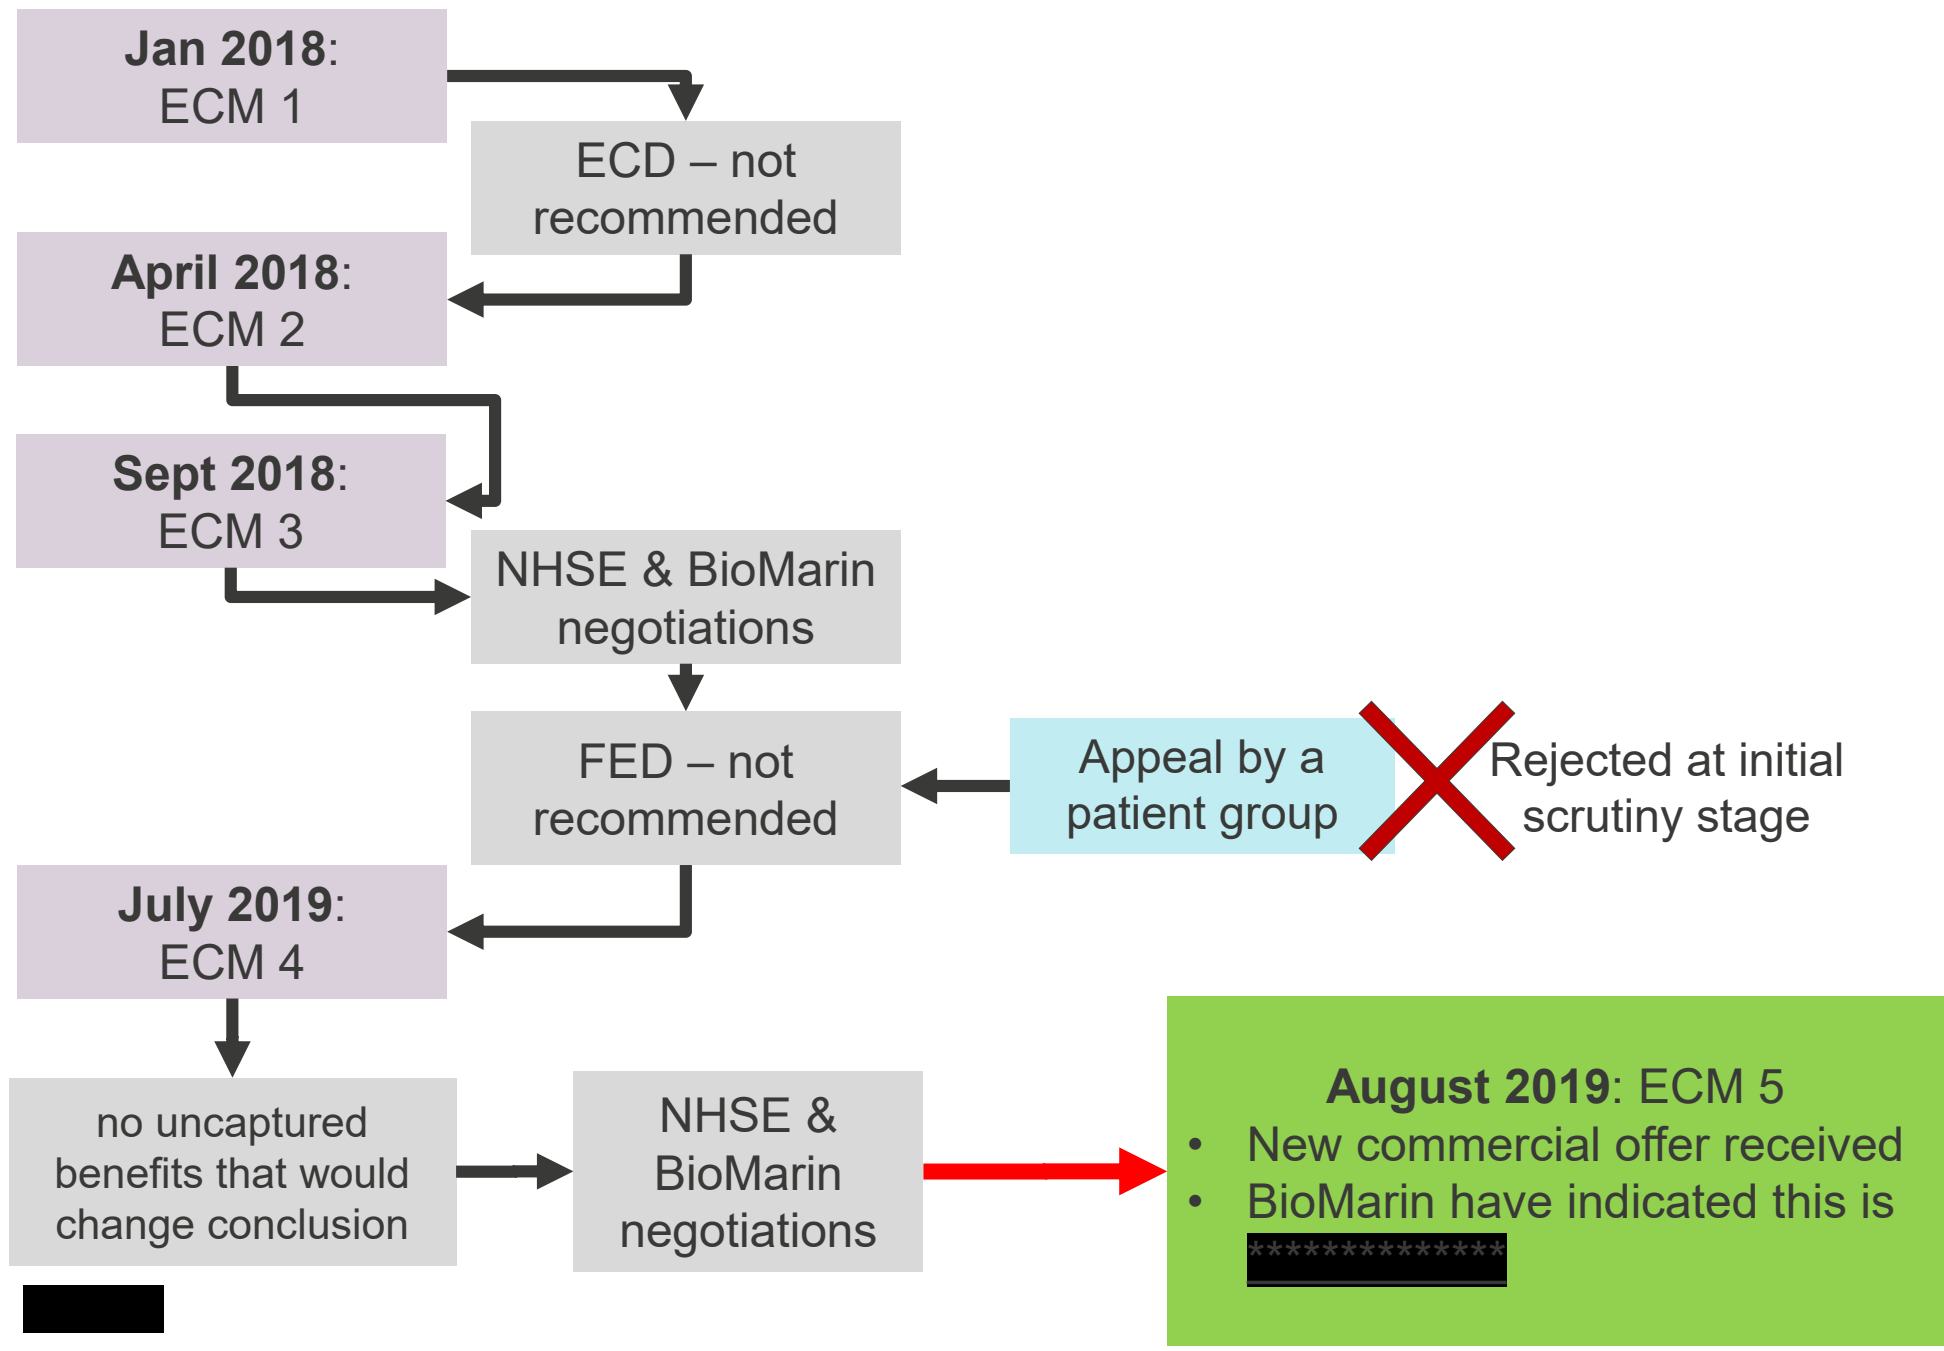 Jan 2018:
ECM 1
ECD – not
recommended
April 2018:
ECM 2
Sept 2018:
ECM 3
NHSE & BioMarin
negotiations
FED – not
recommended
Appeal by a
patient group
Rejected at initial
scrutiny stage
July 2019:
ECM 4
no uncaptured
benefits that would
change conclusion
NHSE &
BioMarin
negotiations
August 2019: ECM 5
• New commercial offer received
• BioMarin have indicated this is
**************